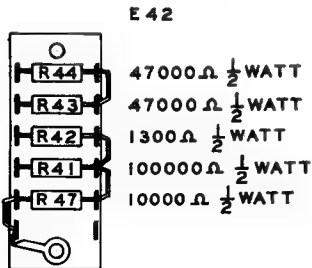 E42
R44 47000Ω ½ WATT
R43 47000Ω ½ WATT
R42 1300Ω ½ WATT
R41 100000Ω ½ WATT
R47 10000Ω ½ WATT